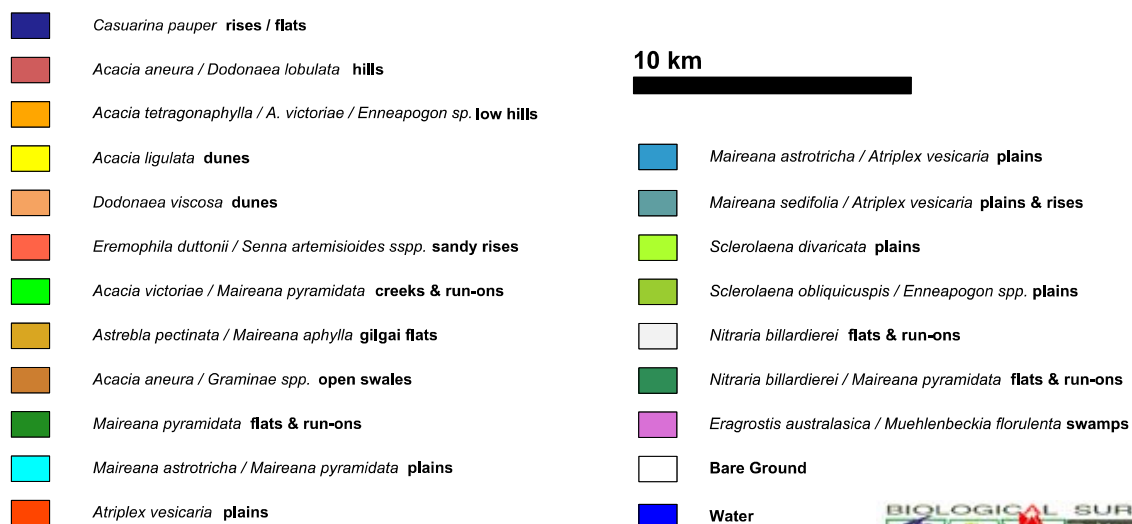 Casuarina pauper rises / flats
Acacia aneura / Dodonaea lobulata hills
Acacia tetragonaphylla / A. victoriae / Enneapogon sp. low hills
Acacia ligulata dunes
Dodonaea viscosa dunes
Eremophila duttonii / Senna artemisioides sspp. sandy rises
Acacia victoriae / Maireana pyramidata creeks & run-ons
Astrebla pectinata / Maireana aphylla gilgai flats
Acacia aneura / Graminae spp. open swales
Maireana pyramidata flats & run-ons
Maireana astrotricha / Maireana pyramidata plains
Atriplex vesicaria plains
10 km
Maireana astrotricha / Atriplex vesicaria plains
Maireana sedifolia / Atriplex vesicaria plains & rises
Sclerolaena divaricata plains
Sclerolaena obliquicuspis / Enneapogon spp. plains
Nitraria billardierei flats & run-ons
Nitraria billardierei / Maireana pyramidata flats & run-ons
Eragrostis australasica / Muehlenbeckia florulenta swamps
Bare Ground
Water
BIOLOGICAL SUR